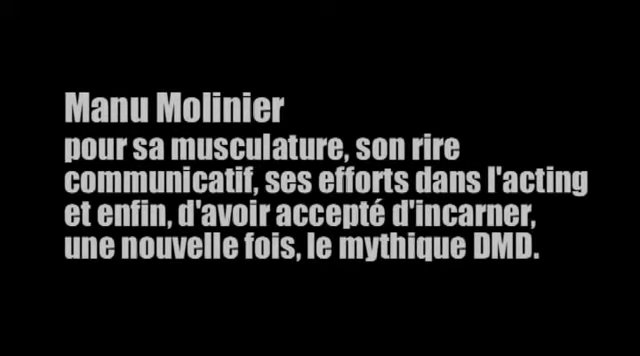 Manu Molinier
pour sa musculature, son rire
communicatif, ses efforts dans l'acting
et enfin, d'avoir accepté d'incarner,
une nouvelle fois, le mythique DMD.